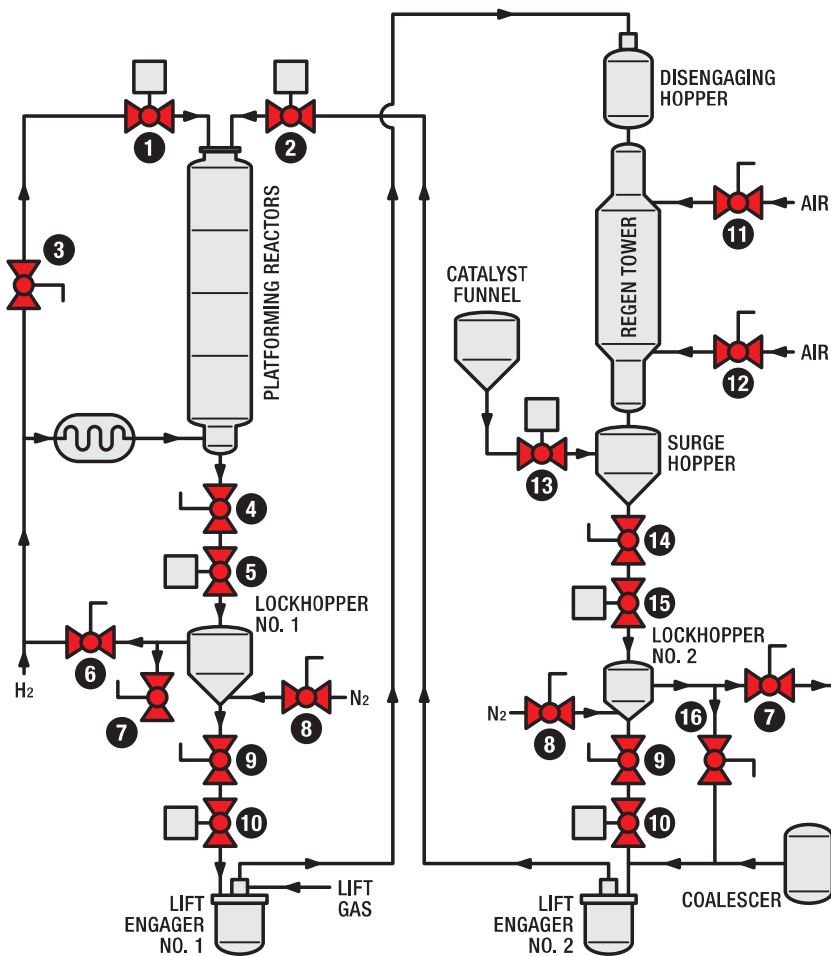 DISENGAGING
HOPPER
1
2
PLATFORMING REACTORS
REGEN TOWER
AIR
11
3
CATALYST
FUNNEL
AIR
12
SURGE
HOPPER
13
4
14
5
15
LOCKHOPPER
NO. 1
LOCKHOPPER
NO. 2
6
H2
7
8
N2
N2
8
16
7
9
9
10
10
LIFT
GAS
LIFT
ENGAGER
NO. 1
LIFT
ENGAGER
NO. 2
COALESCER